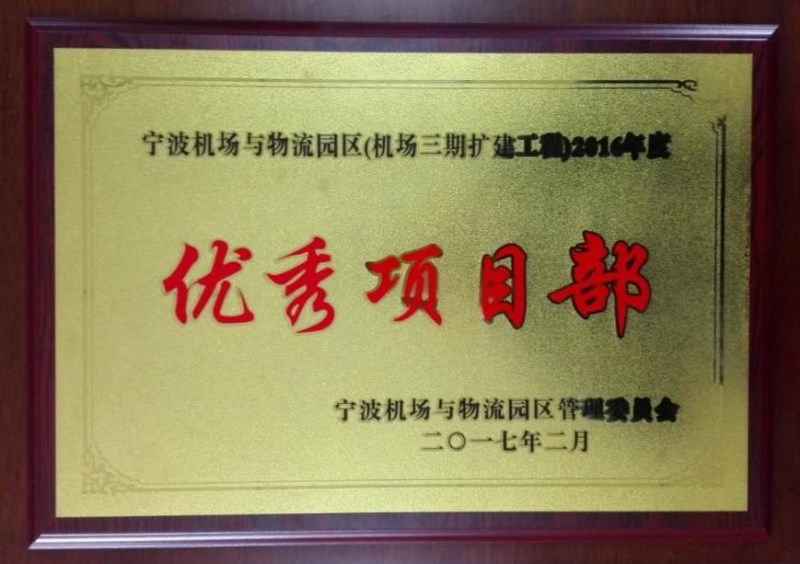 宁波机场与物流园区(机场三期扩建工程)2016年度
优秀项目部
宁波机场与物流园区管理委员会
二〇一七年二月